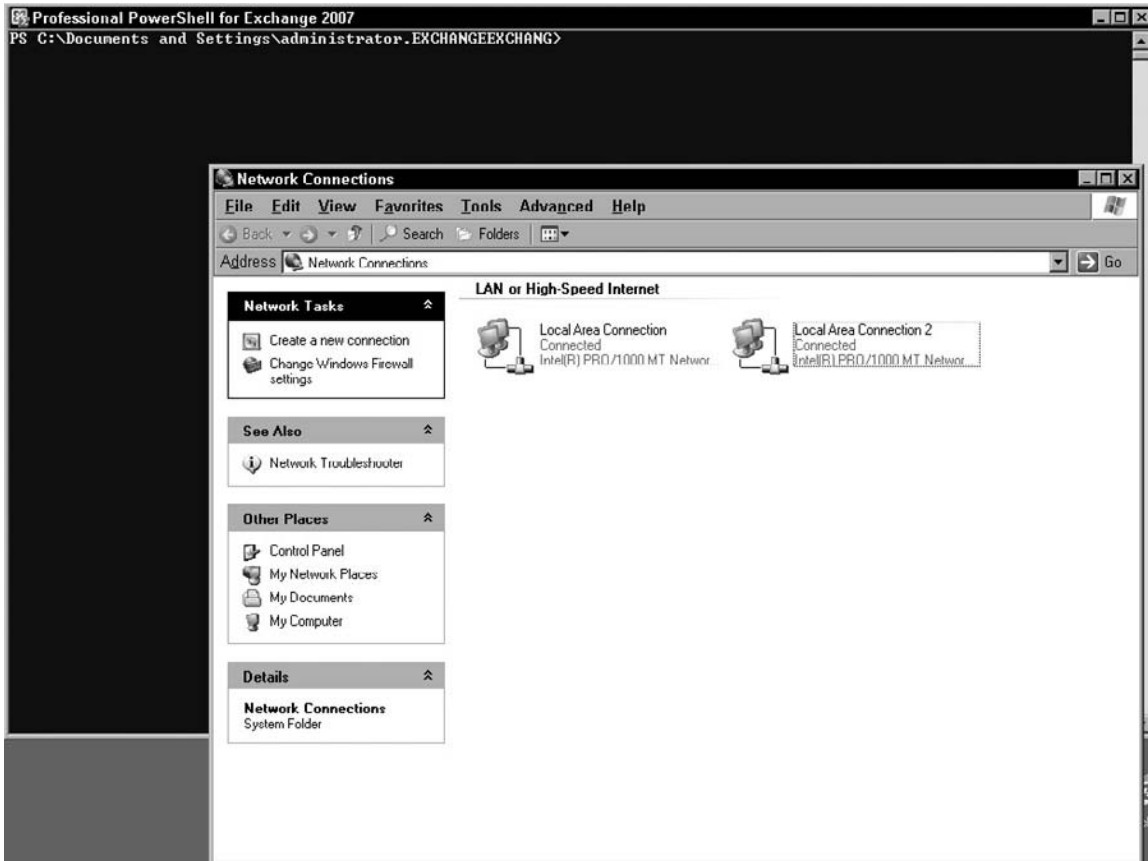 Professional PowerShell for Exchange 2007
PS C:\Documents and Settings\administrator.EXCHANGEEXCHANG>
Network Connections
File Edit View Favorites Tools Advanced Help
Back Search Folders
Address Network Connections Go
Network Tasks
Create a new connection
Change Windows Firewall
settings
See Also
Network Troubleshooter
Other Places
Control Panel
My Network Places
My Documents
My Computer
Details
Network Connections
System Folder
LAN or High-Speed Internet
Local Area Connection
Connected
Intel(R) PRO/1000 MT Networ...
Local Area Connection 2
Connected
Intel(R) PRO/1000 MT Networ...